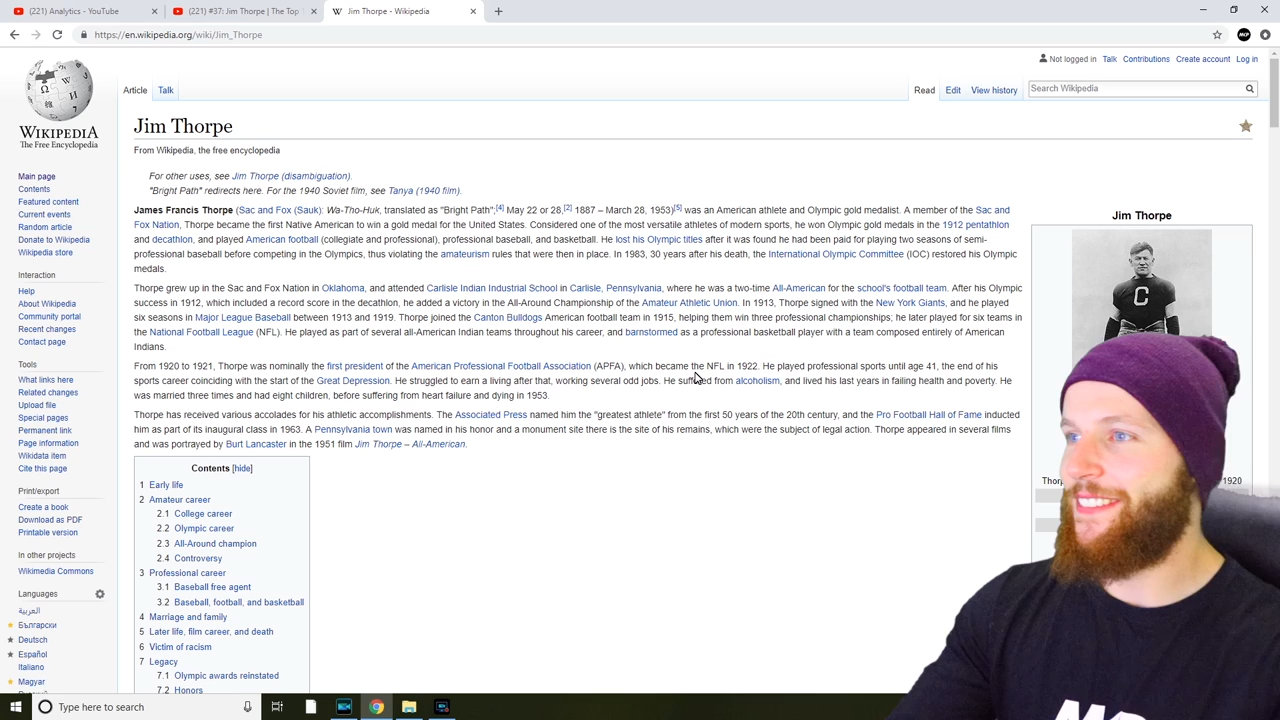 (221) Analytics - YouTube
(221) #37: Jim Thorpe | The Top
Jim Thorpe - Wikipedia
https://en.wikipedia.org/wiki/Jim_Thorpe
Not logged in Talk Contributions Create account Log in
Article Talk
Read Edit View history
Search Wikipedia
WIKIPEDIA
The Free Encyclopedia
Main page
Contents
Featured content
Current events
Random article
Donate to Wikipedia
Wikipedia store
Interaction
Help
About Wikipedia
Community portal
Recent changes
Contact page
Tools
What links here
Related changes
Upload file
Special pages
Permanent link
Page information
Wikidata item
Cite this page
Print/export
Create a book
Download as PDF
Printable version
In other projects
Wikimedia Commons
Languages
العربية
Български
Deutsch
Español
Italiano
Magyar
Jim Thorpe
From Wikipedia, the free encyclopedia
For other uses, see Jim Thorpe (disambiguation).
"Bright Path" redirects here. For the 1940 Soviet film, see Tanya (1940 film).
James Francis Thorpe (Sac and Fox (Sauk): Wa-Tho-Huk, translated as "Bright Path";[4] May 22 or 28,[2] 1887 – March 28, 1953)[5] was an American athlete and Olympic gold medalist. A member of the Sac and
Fox Nation, Thorpe became the first Native American to win a gold medal for the United States. Considered one of the most versatile athletes of modern sports, he won Olympic gold medals in the 1912 pentathlon
and decathlon, and played American football (collegiate and professional), professional baseball, and basketball. He lost his Olympic titles after it was found he had been paid for playing two seasons of semi-
professional baseball before competing in the Olympics, thus violating the amateurism rules that were then in place. In 1983, 30 years after his death, the International Olympic Committee (IOC) restored his Olympic
medals.
Thorpe grew up in the Sac and Fox Nation in Oklahoma, and attended Carlisle Indian Industrial School in Carlisle, Pennsylvania, where he was a two-time All-American for the school's football team. After his Olympic
success in 1912, which included a record score in the decathlon, he added a victory in the All-Around Championship of the Amateur Athletic Union. In 1913, Thorpe signed with the New York Giants, and he played
six seasons in Major League Baseball between 1913 and 1919. Thorpe joined the Canton Bulldogs American football team in 1915, helping them win three professional championships; he later played for six teams in
the National Football League (NFL). He played as part of several all-American Indian teams throughout his career, and barnstormed as a professional basketball player with a team composed entirely of American
Indians.
From 1920 to 1921, Thorpe was nominally the first president of the American Professional Football Association (APFA), which became the NFL in 1922. He played professional sports until age 41, the end of his
sports career coinciding with the start of the Great Depression. He struggled to earn a living after that, working several odd jobs. He suffered from alcoholism, and lived his last years in failing health and poverty. He
was married three times and had eight children, before suffering from heart failure and dying in 1953.
Thorpe has received various accolades for his athletic accomplishments. The Associated Press named him the "greatest athlete" from the first 50 years of the 20th century, and the Pro Football Hall of Fame inducted
him as part of its inaugural class in 1963. A Pennsylvania town was named in his honor and a monument site there is the site of his remains, which were the subject of legal action. Thorpe appeared in several films
and was portrayed by Burt Lancaster in the 1951 film Jim Thorpe – All-American.
Contents [hide]
1 Early life
2 Amateur career
2.1 College career
2.2 Olympic career
2.3 All-Around champion
2.4 Controversy
3 Professional career
3.1 Baseball free agent
3.2 Baseball, football, and basketball
4 Marriage and family
5 Later life, film career, and death
6 Victim of racism
7 Legacy
7.1 Olympic awards reinstated
7.2 Honors
Jim Thorpe
C
1920
Type here to search